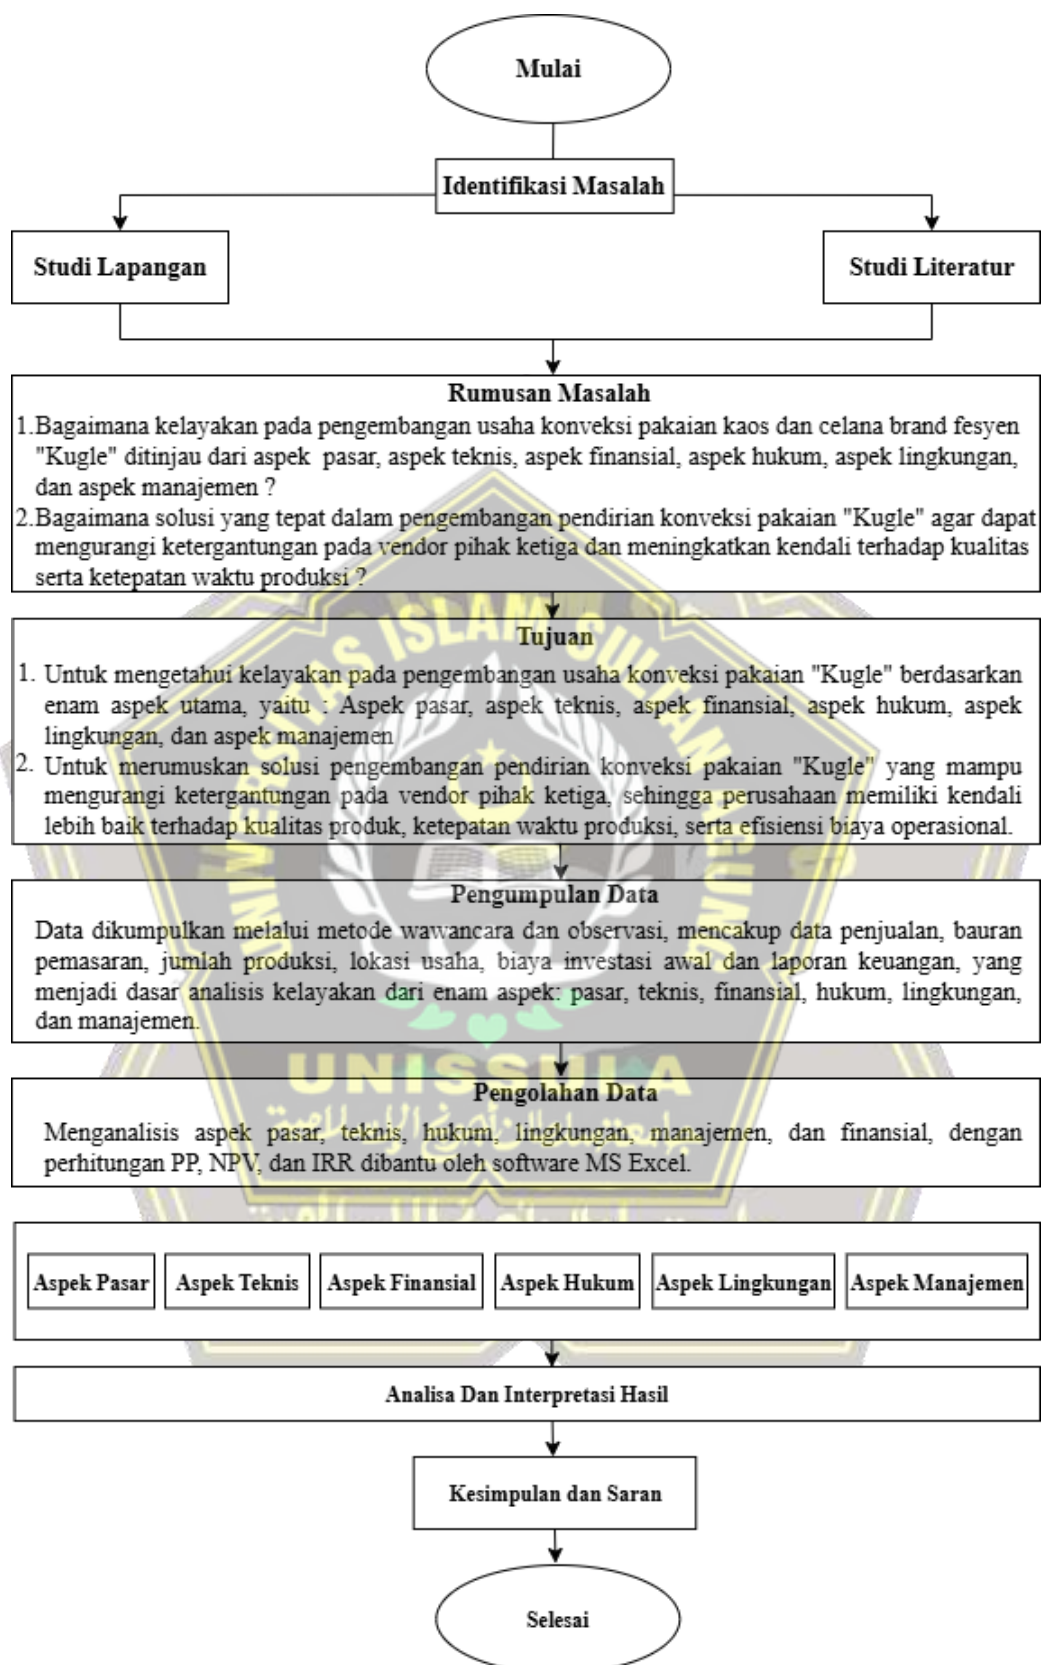 Mulai
Identifikasi Masalah
Studi Lapangan
Studi Literatur
Rumusan Masalah
1.Bagaimana kelayakan pada pengembangan usaha konveksi pakaian kaos dan celana brand fesyen
"Kugle" ditinjau dari aspek pasar, aspek teknis, aspek finansial, aspek hukum, aspek lingkungan,
dan aspek manajemen ?
2.Bagaimana solusi yang tepat dalam pengembangan pendirian konveksi pakaian "Kugle" agar dapat
mengurangi ketergantungan pada vendor pihak ketiga dan meningkatkan kendali terhadap kualitas
serta ketepatan waktu produksi ?
UNIVERSITAS ISLAM SULTAN AGUNG
Tujuan
1. Untuk mengetahui kelayakan pada pengembangan usaha konveksi pakaian "Kugle" berdasarkan
enam aspek utama, yaitu : Aspek pasar, aspek teknis, aspek finansial, aspek hukum, aspek
lingkungan, dan aspek manajemen
2. Untuk merumuskan solusi pengembangan pendirian konveksi pakaian "Kugle" yang mampu
mengurangi ketergantungan pada vendor pihak ketiga, sehingga perusahaan memiliki kendali
lebih baik terhadap kualitas produk, ketepatan waktu produksi, serta efisiensi biaya operasional.
Pengumpulan Data
Data dikumpulkan melalui metode wawancara dan observasi, mencakup data penjualan, bauran
pemasaran, jumlah produksi, lokasi usaha, biaya investasi awal dan laporan keuangan, yang
menjadi dasar analisis kelayakan dari enam aspek: pasar, teknis, finansial, hukum, lingkungan,
dan manajemen.
UNISSULA
Pengolahan Data
Menganalisis aspek pasar, teknis, hukum, lingkungan, manajemen, dan finansial, dengan
perhitungan PP, NPV, dan IRR dibantu oleh software MS Excel.
Aspek Pasar
Aspek Teknis
Aspek Finansial
Aspek Hukum
Aspek Lingkungan
Aspek Manajemen
Analisa Dan Interpretasi Hasil
Kesimpulan dan Saran
Selesai